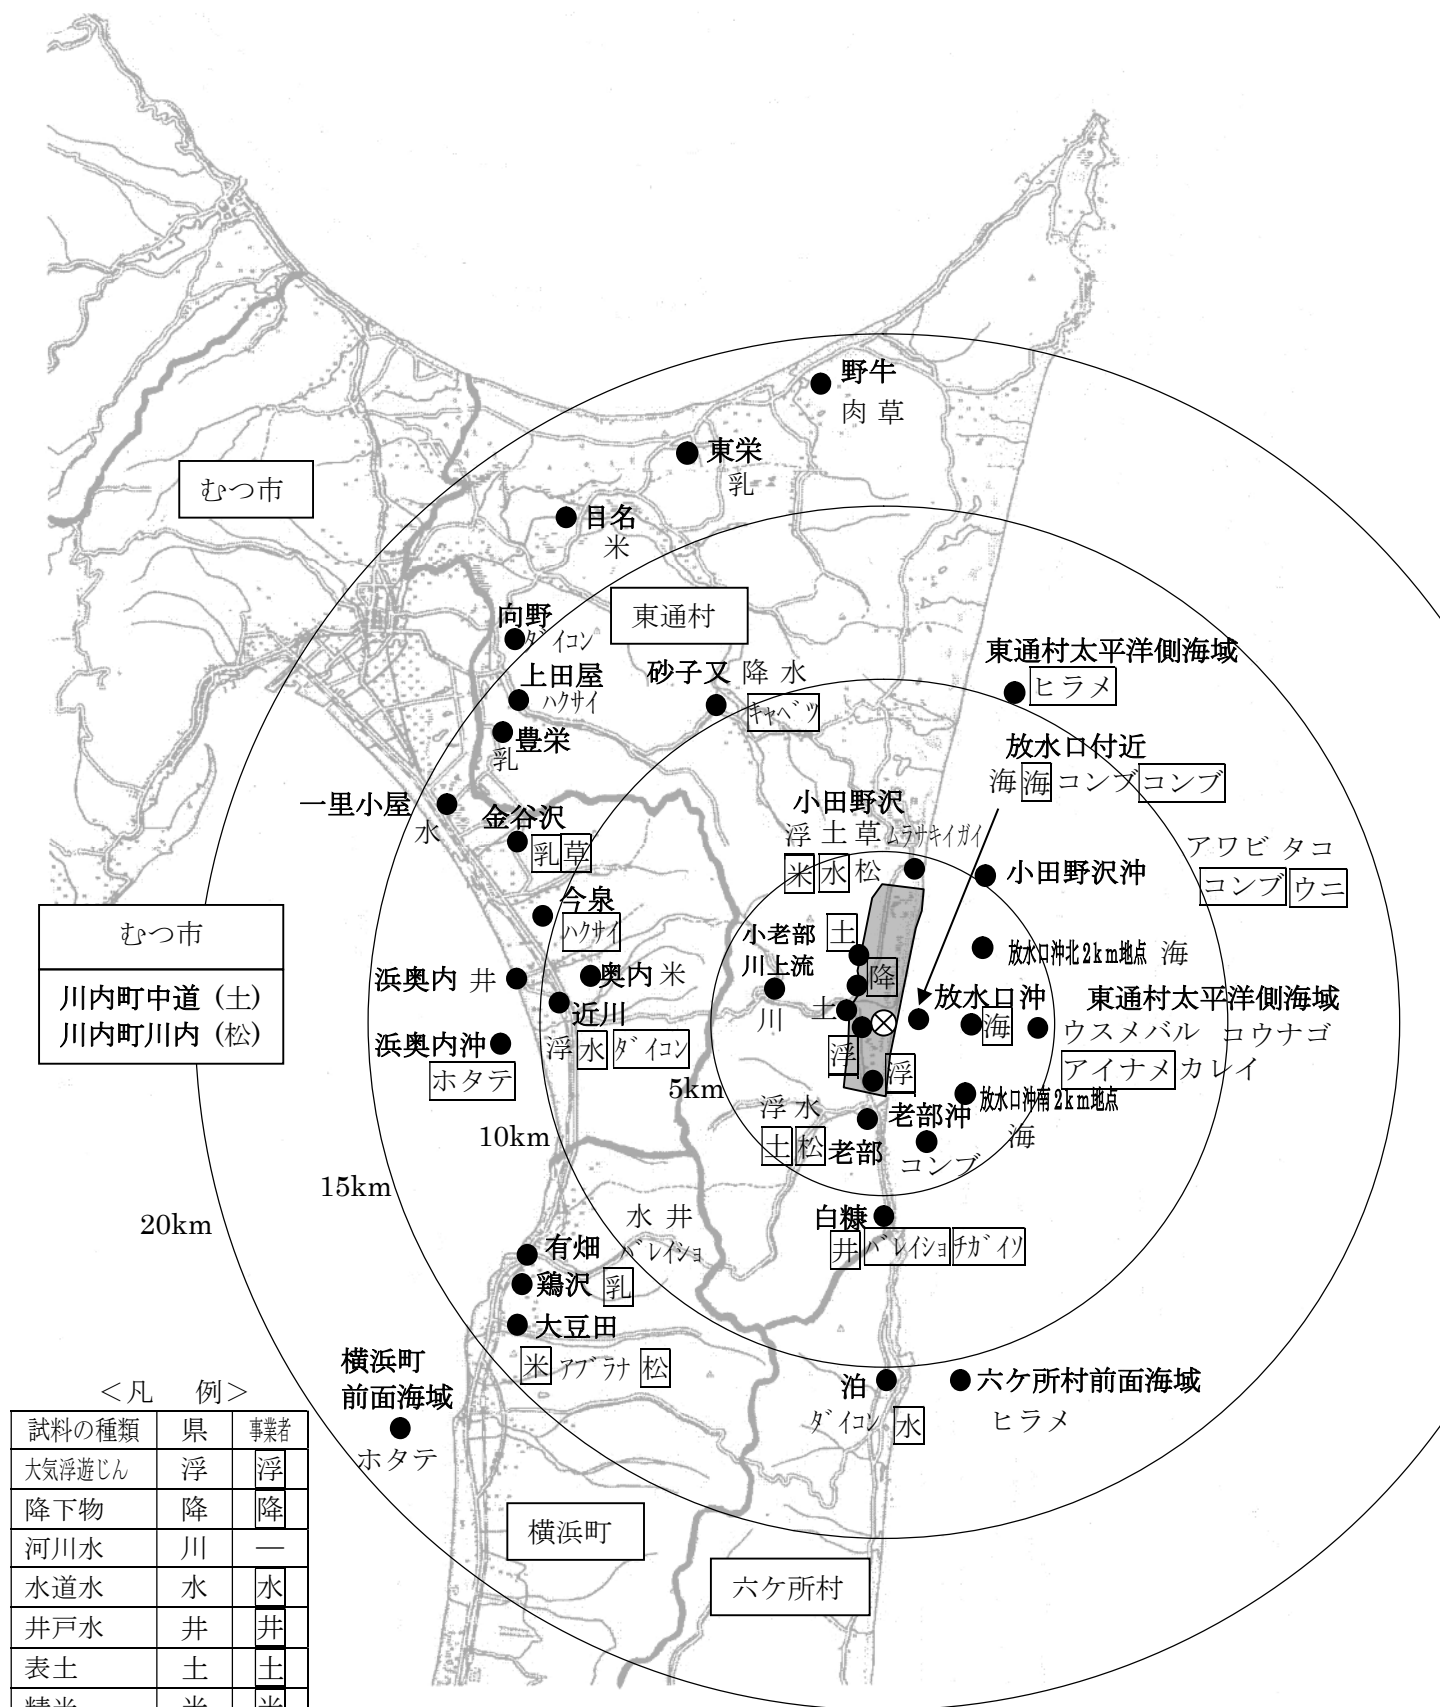 野牛
肉 草
東栄
乳
むつ市
目名
米
東通村
向野
ダイコン
東通村太平洋側海域
ヒラメ
上田屋
ハクサイ
砂子又 降 水
キャベツ
豊栄
乳
放水口付近
海 海 コンブ コンブ
一里小屋
水
金谷沢
乳 草
小田野沢
浮 土 草 ムラサキイガイ
米 水 松
アワビ タコ
コンブ ウニ
小田野沢沖
今泉
ハクサイ
むつ市
川内町中道 (土)
川内町川内 (松)
小老部
川上流
川
土
降
土
浮
浮
放水口沖北2km地点 海
浜奥内 井
奥内 米
近川
浮 水 ダイコン
放水口沖
海
東通村太平洋側海域
ウスメバル コウナゴ
アイナメ カレイ
浜奥内沖
ホタテ
5km
10km
15km
20km
放水口沖南2km地点
海
浮 水
土 松 老部
老部沖
コンブ
白糠
井 バレイショ チガイソ
水 井
バレイショ
有畑
鶏沢 乳
大豆田
米 アブラナ 松
横浜町
前面海域
ホタテ
泊
ダイコン 水
六ケ所村前面海域
ヒラメ
横浜町
六ケ所村
＜凡 例＞
試料の種類 県 事業者
大気浮遊じん 浮 浮
降下物 降 降
河川水 川 ―
水道水 水 水
井戸水 井 井
表土 土 土
精米 米 米